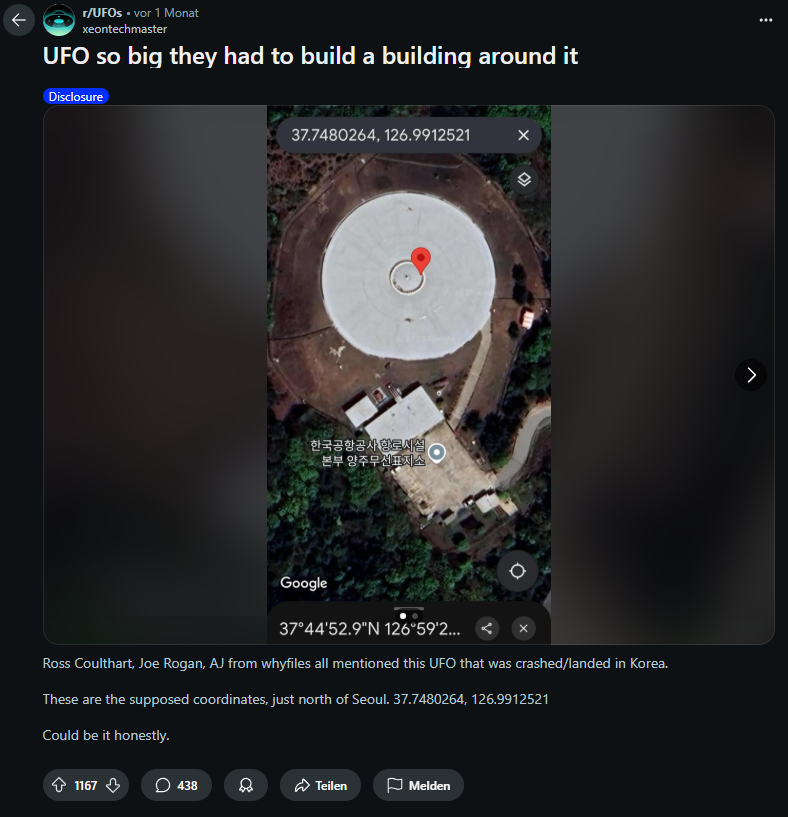 r/UFOs • vor 1 Monat
xeontechmaster
UFO so big they had to build a building around it
Disclosure
37.7480264, 126.9912521
한국공항공사 항로시설
본부 양주무선표지소
Google
37°44'52.9"N 126°59'2...
Ross Coulthart, Joe Rogan, AJ from whyfiles all mentioned this UFO that was crashed/landed in Korea.
These are the supposed coordinates, just north of Seoul. 37.7480264, 126.9912521
Could be it honestly.
1167
438
Teilen
Melden